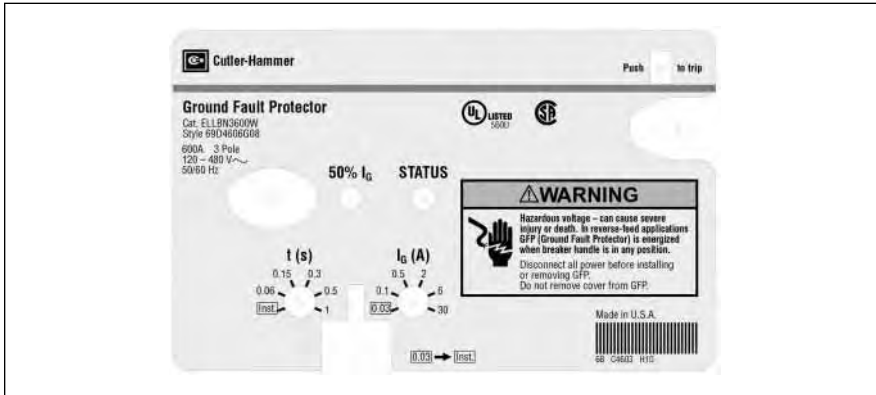 Cutler-Hammer
Push to trip
Ground Fault Protector
Cat. ELLBN3600W
Style 69D4606G08
600A 3 Pole
120 – 480 V~
50/60 Hz
UL LISTED
SA
50% IG STATUS
⚠WARNING
Hazardous voltage – can cause severe
injury or death. In reverse-feed applications
GFP (Ground Fault Protector) is energized
when breaker handle is in any position.
Disconnect all power before installing
or removing GFP.
Do not remove cover from GFP.
t (s)
0.15 0.3
0.06 0.5
Inst. 1
IG (A)
0.5 2
0.1 6
0.03 30
0.03 → Inst.
Made in U.S.A.